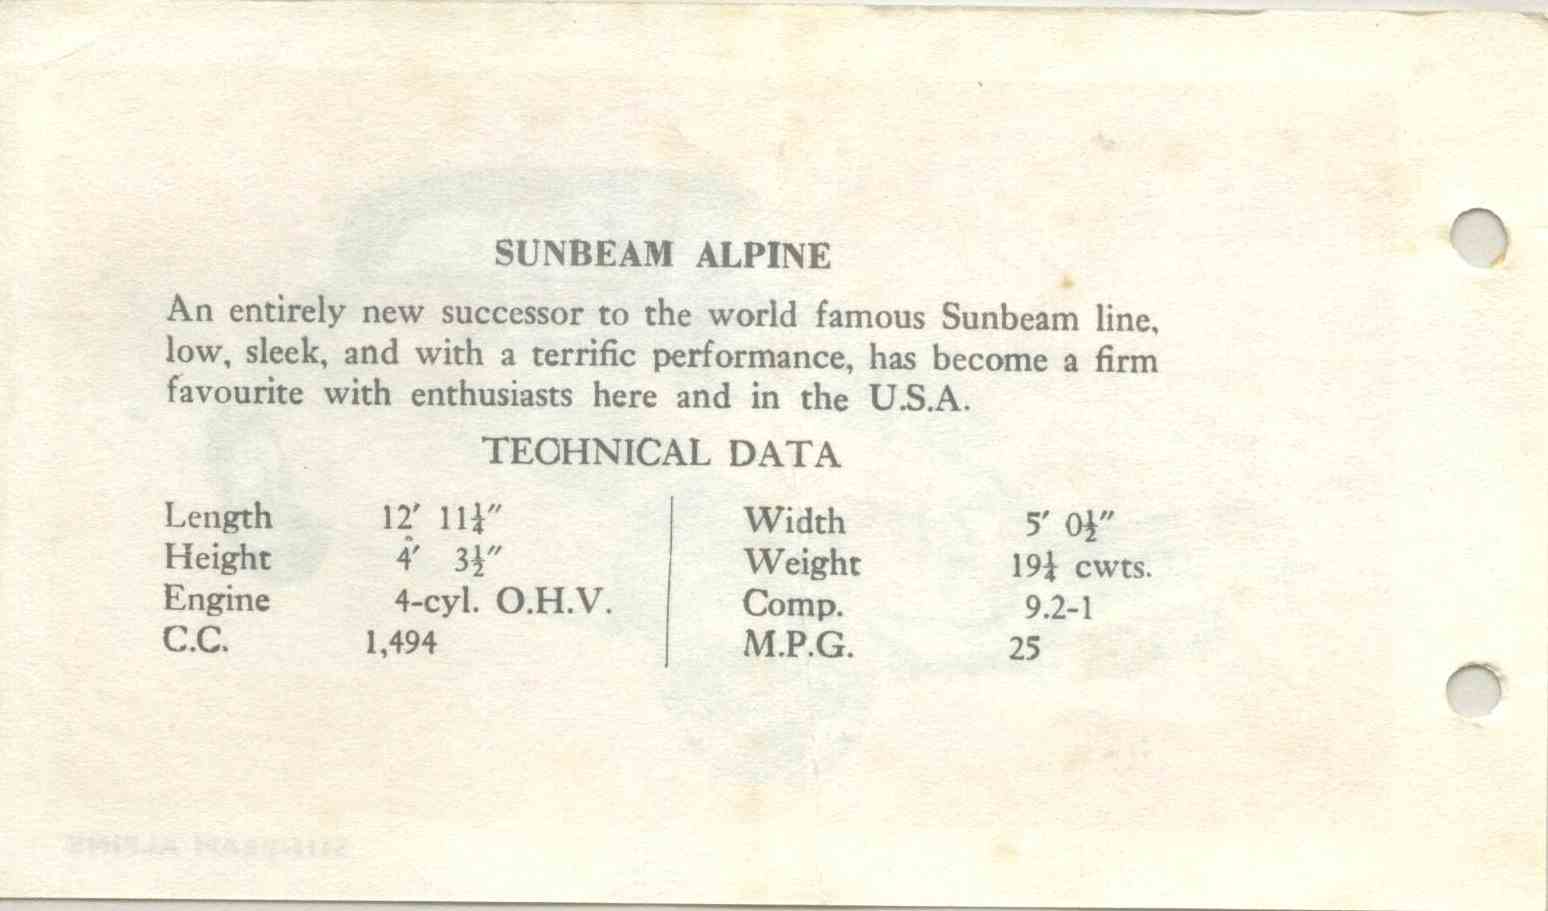 SUNBEAM ALPINE
An entirely new successor to the world famous Sunbeam line,
low, sleek, and with a terrific performance, has become a firm
favourite with enthusiasts here and in the U.S.A.
TECHNICAL DATA
Length 12′ 11¼″ Width 5′ 0½″
Height 4′ 3½″ Weight 19¼ cwts.
Engine 4-cyl. O.H.V. Comp. 9.2-1
C.C. 1,494 M.P.G. 25
SUNBEAM ALPINE